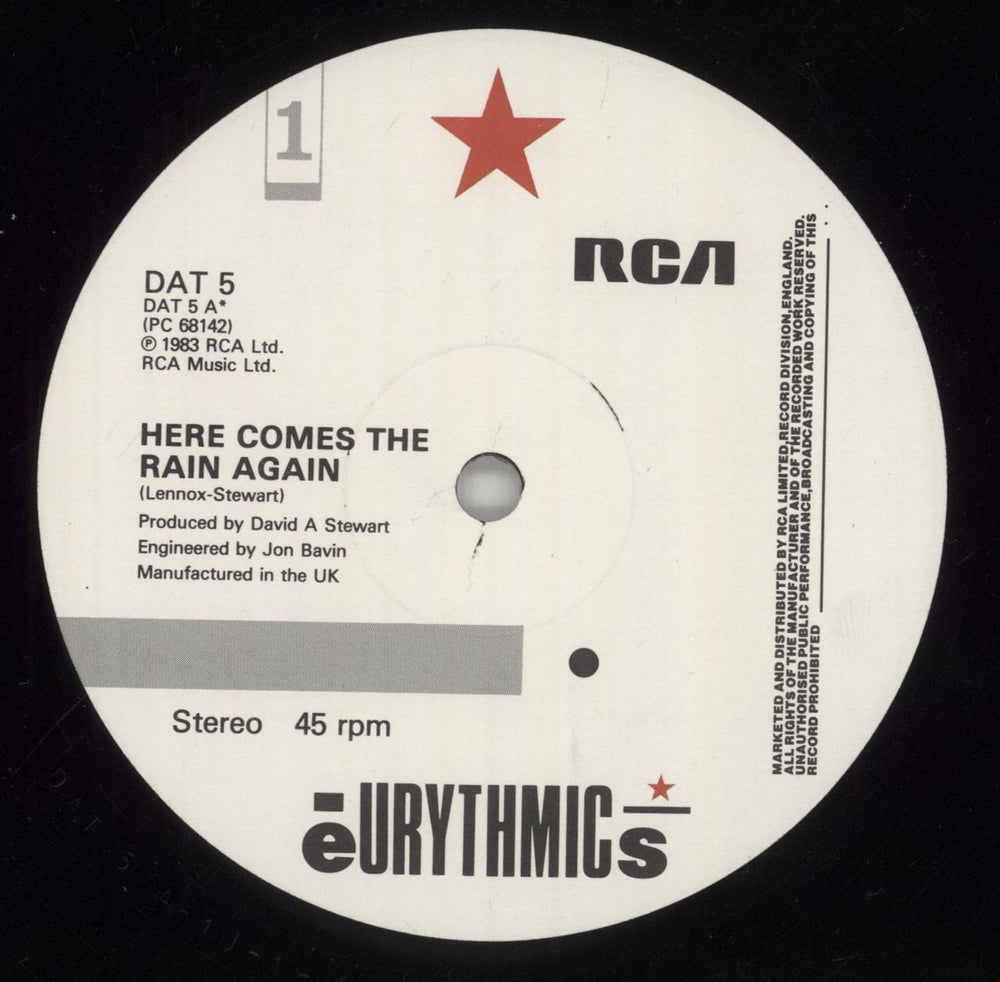 1
RCA
DAT 5
DAT 5 A*
(PC 68142)
℗ 1983 RCA Ltd.
RCA Music Ltd.
HERE COMES THE
RAIN AGAIN
(Lennox-Stewart)
Produced by David A Stewart
Engineered by Jon Bavin
Manufactured in the UK
Stereo 45 rpm
eURYTHMICs
MARKETED AND DISTRIBUTED BY RCA LIMITED,RECORD DIVISION,ENGLAND.
ALL RIGHTS OF THE MANUFACTURER AND OF THE RECORDED WORK RESERVED.
UNAUTHORISED PUBLIC PERFORMANCE,BROADCASTING AND COPYING OF THIS
RECORD PROHIBITED